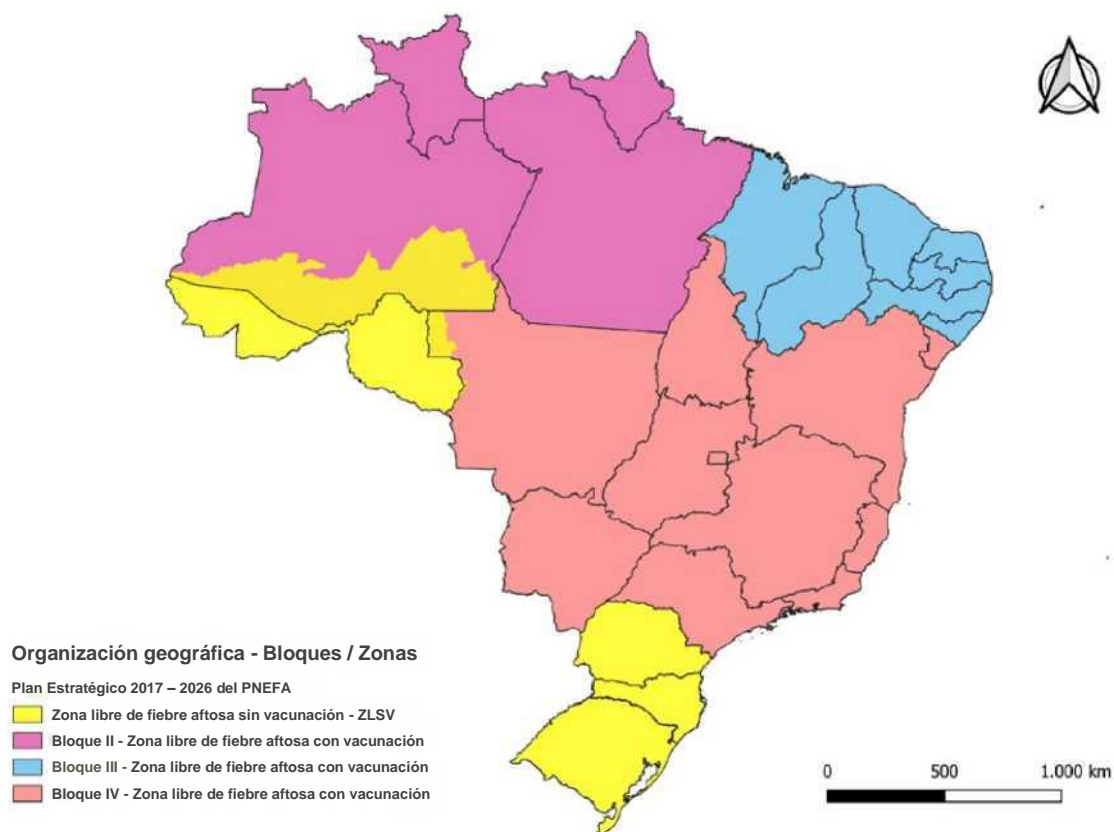 Organización geográfica - Bloques / Zonas
Plan Estratégico 2017 – 2026 del PNEFA
Zona libre de fiebre aftosa sin vacunación - ZLSV
Bloque II - Zona libre de fiebre aftosa con vacunación
Bloque III - Zona libre de fiebre aftosa con vacunación
Bloque IV - Zona libre de fiebre aftosa con vacunación
0 500 1.000 km